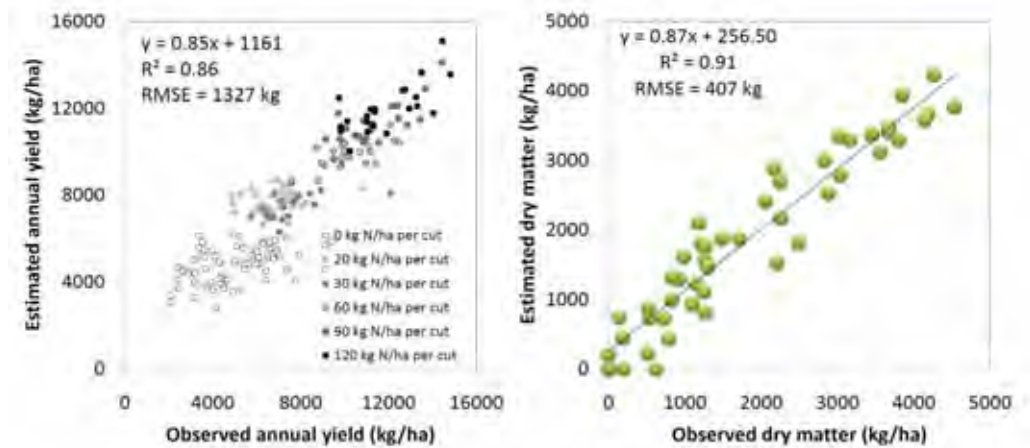 16000
12000
8000
4000
0
Estimated annual yield (kg/ha)
y = 0.85x + 1161
R² = 0.86
RMSE = 1327 kg
0 kg N/ha per cut
20 kg N/ha per cut
30 kg N/ha per cut
60 kg N/ha per cut
90 kg N/ha per cut
120 kg N/ha per cut
0 4000 8000 12000 16000
Observed annual yield (kg/ha)
5000
4000
3000
2000
1000
0
Estimated dry matter (kg/ha)
y = 0.87x + 256.50
R² = 0.91
RMSE = 407 kg
0 1000 2000 3000 4000 5000
Observed dry matter (kg/ha)